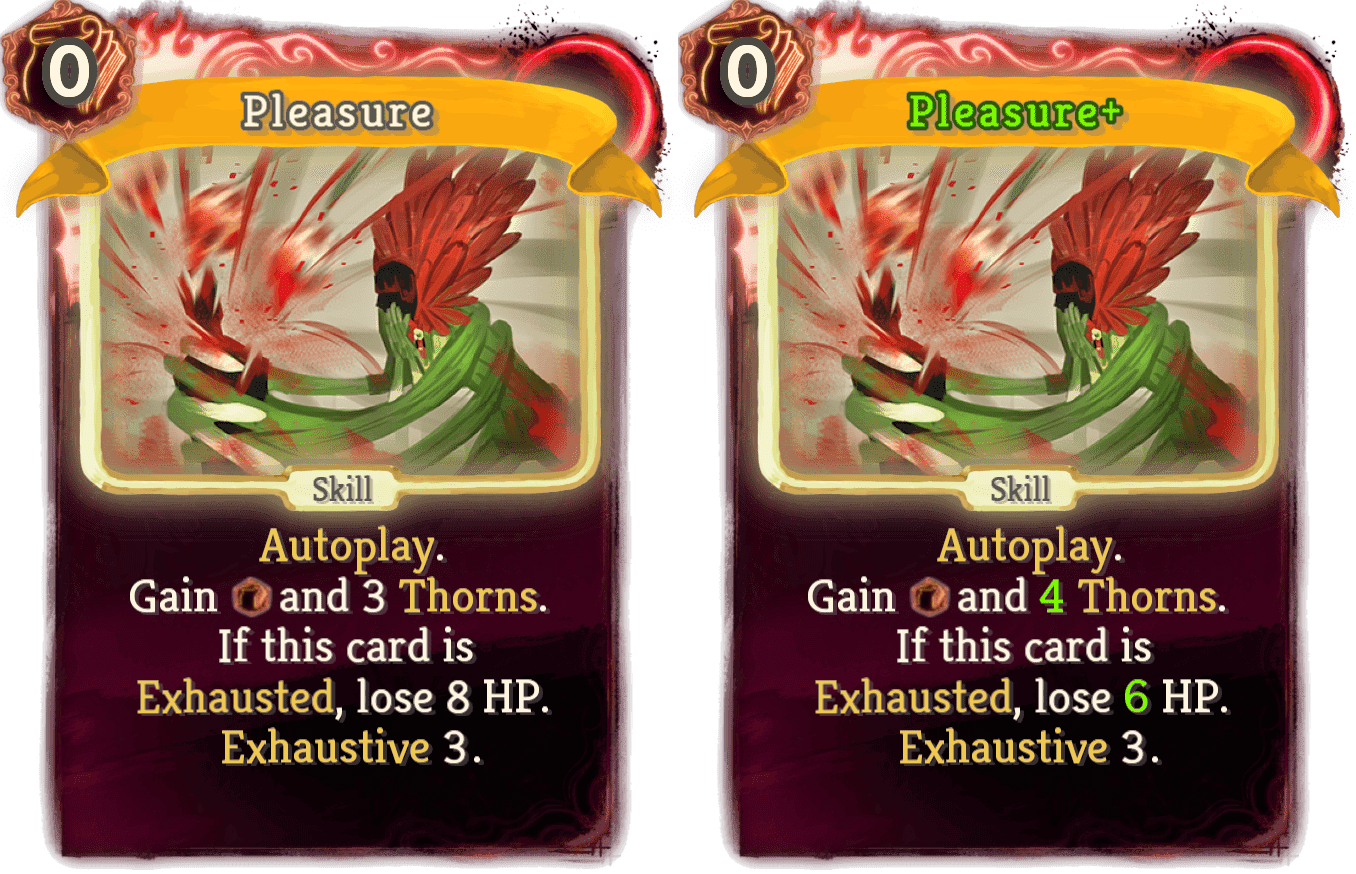 0
Pleasure
Skill
Autoplay.
Gain and 3 Thorns.
If this card is
Exhausted, lose 8 HP.
Exhaustive 3.
0
Pleasure+
Skill
Autoplay.
Gain and 4 Thorns.
If this card is
Exhausted, lose 6 HP.
Exhaustive 3.